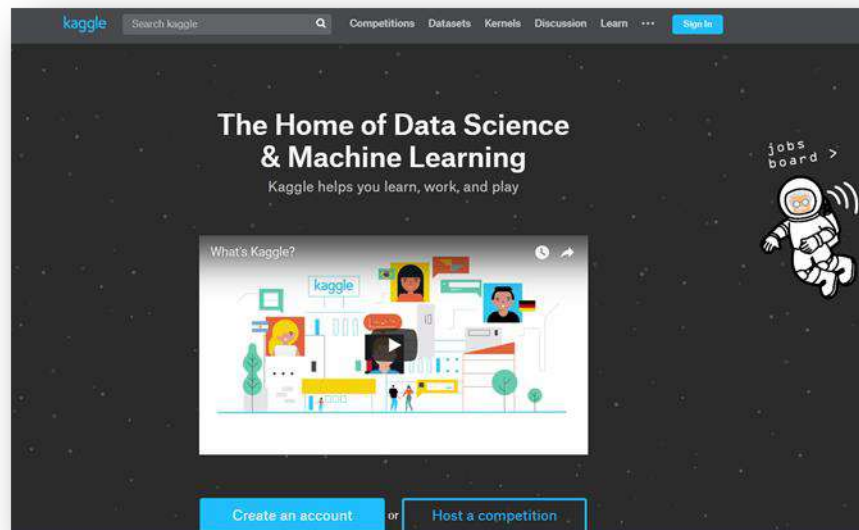 kaggle Search kaggle Competitions Datasets Kernels Discussion Learn ••• Sign In
The Home of Data Science
& Machine Learning
Kaggle helps you learn, work, and play
jobs
board >
What's Kaggle?
kaggle
Create an account or Host a competition